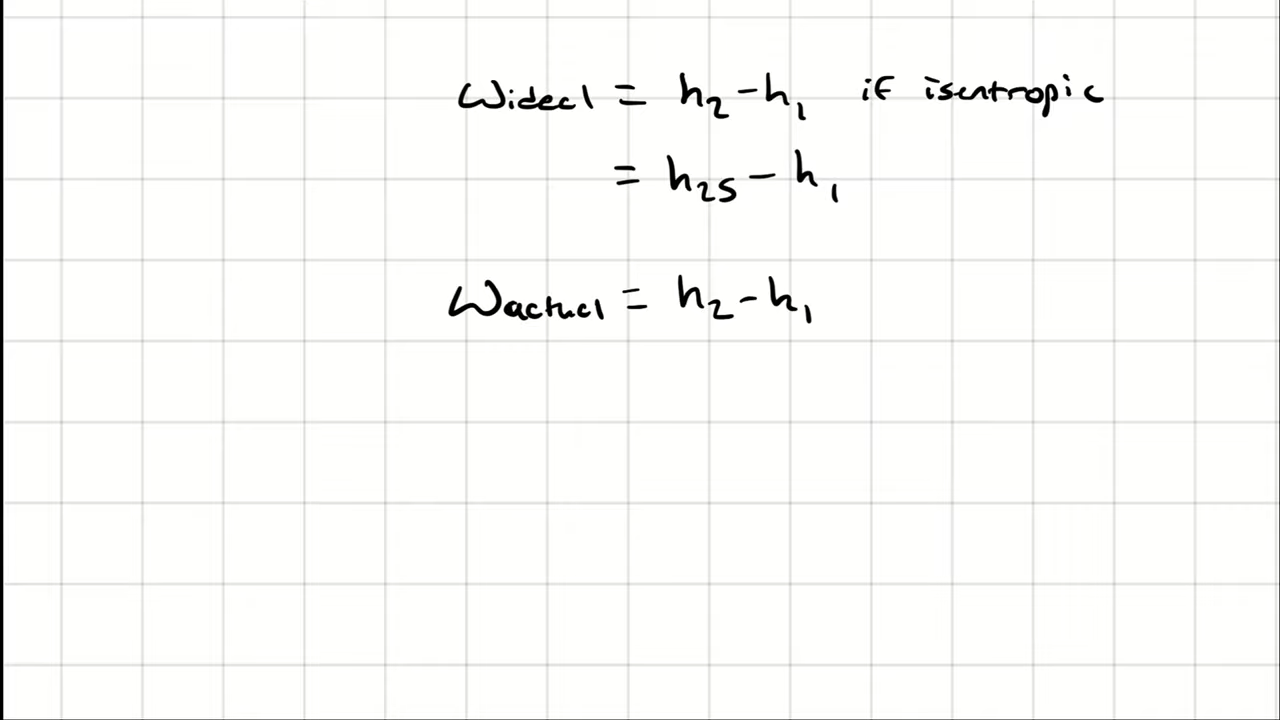 Wideal = h₂ - h₁ if isentropic
= h₂s - h₁
Wactual = h₂ - h₁